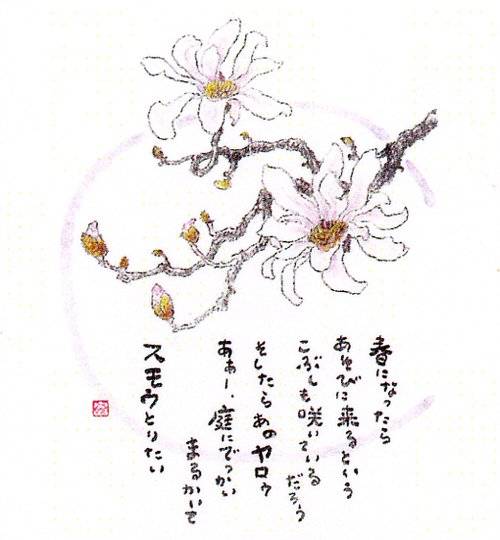 春になったら
あそびに来るという
こぶしも咲いている
だろう
そしたらあのヤロウ
あぁー、庭にでっかい
まるかいて
スモウとりたい